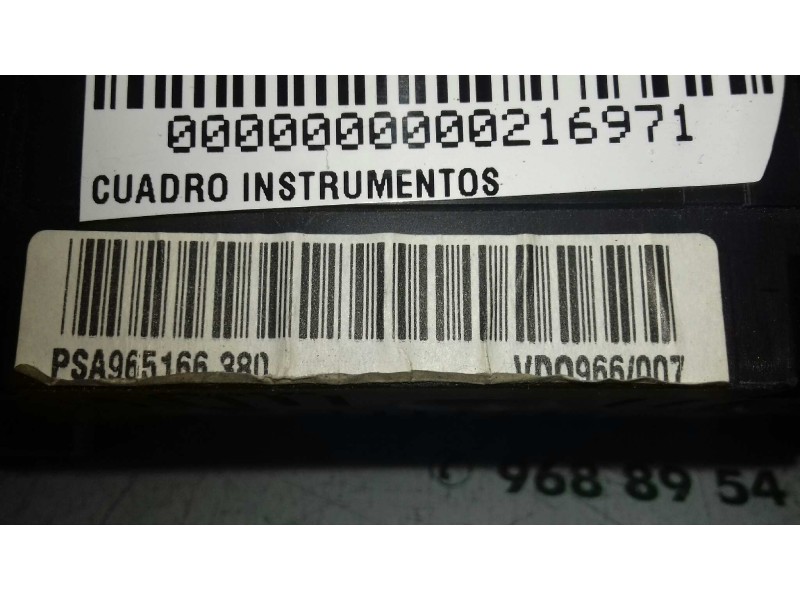 0000000000216971
CUADRO INSTRUMENTOS
PSA965166 380 VDO966/007
968 89 54